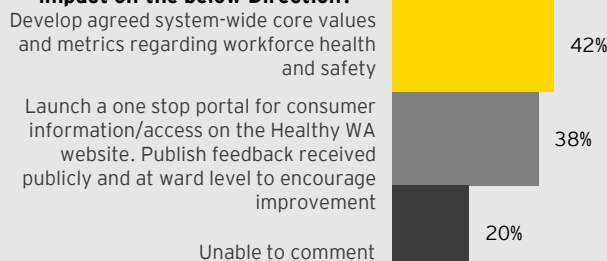 impact on the below Direction?
Develop agreed system-wide core values
and metrics regarding workforce health
and safety
42%
Launch a one stop portal for consumer
information/access on the Healthy WA
website. Publish feedback received
publicly and at ward level to encourage
improvement
38%
Unable to comment
20%